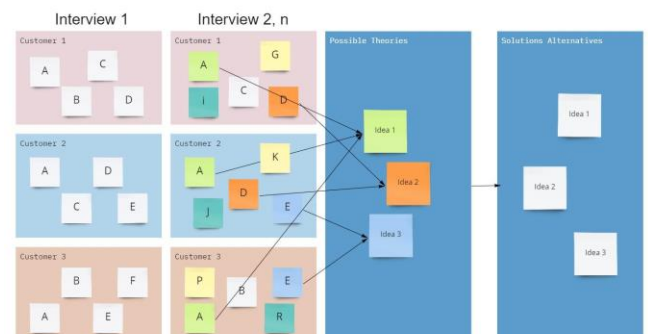 Interview 1
Interview 2, n
Customer 1
A
C
B
D
Customer 1
A
G
i
C
D
Possible Theories
Idea 1
Idea 2
Idea 3
Solutions Alternatives
Idea 1
Idea 2
Idea 3
Customer 2
A
D
C
E
Customer 2
A
K
D
J
E
Customer 3
B
F
A
E
Customer 3
P
B
E
A
R